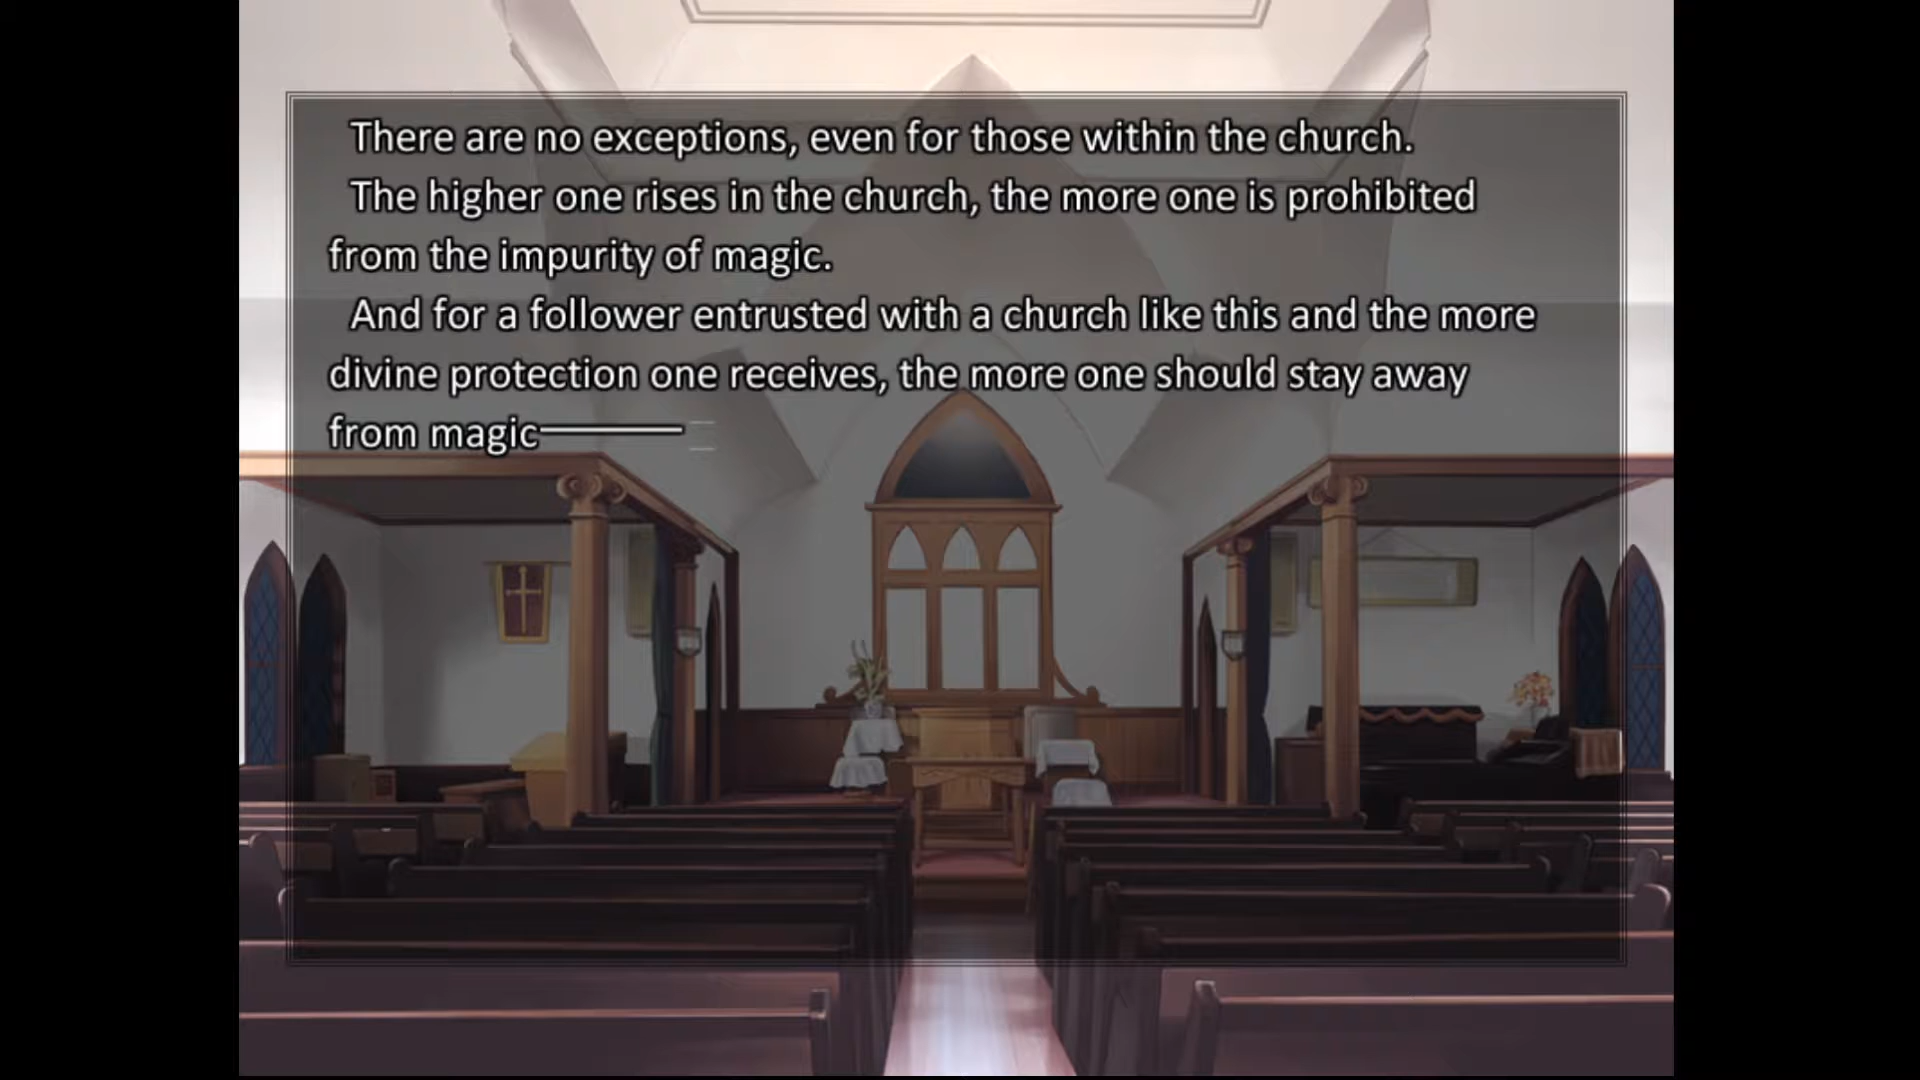 There are no exceptions, even for those within the church.
The higher one rises in the church, the more one is prohibited
from the impurity of magic.
And for a follower entrusted with a church like this and the more
divine protection one receives, the more one should stay away
from magic―――